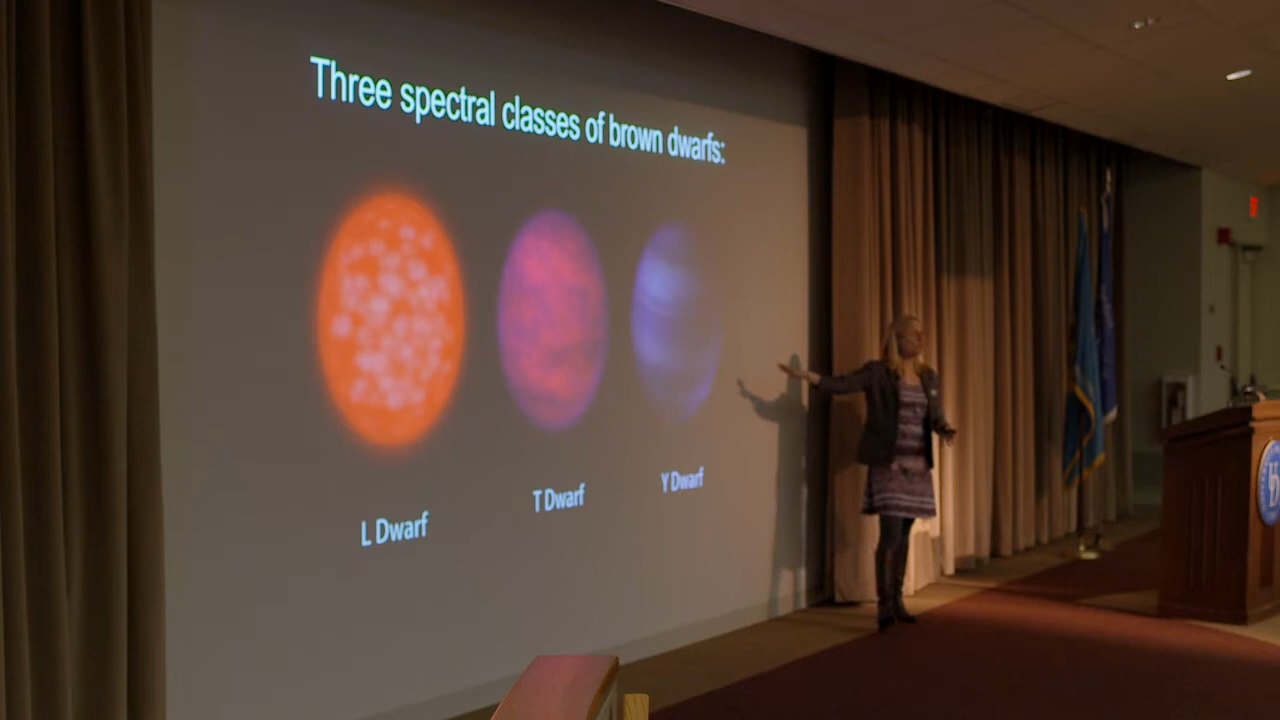 Three spectral classes of brown dwarfs:
L Dwarf
T Dwarf
Y Dwarf